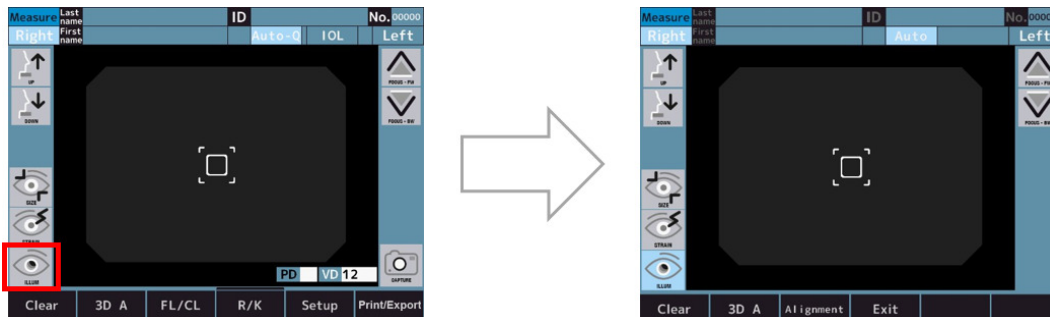 Measure Last name ID No. 00000
Right First name Auto-Q IOL Left
UP
DOWN
FOCUS - FW
FOCUS - BW
SIZE
STRAIN
ILLUM
CAPTURE
PD VD 12
Clear 3D A FL/CL R/K Setup Print/Export
Measure Last name ID No. 0000
Right First name Auto Left
UP
DOWN
FOCUS - FW
FOCUS - BW
SIZE
STRAIN
ILLUM
Clear 3D A Alignment Exit